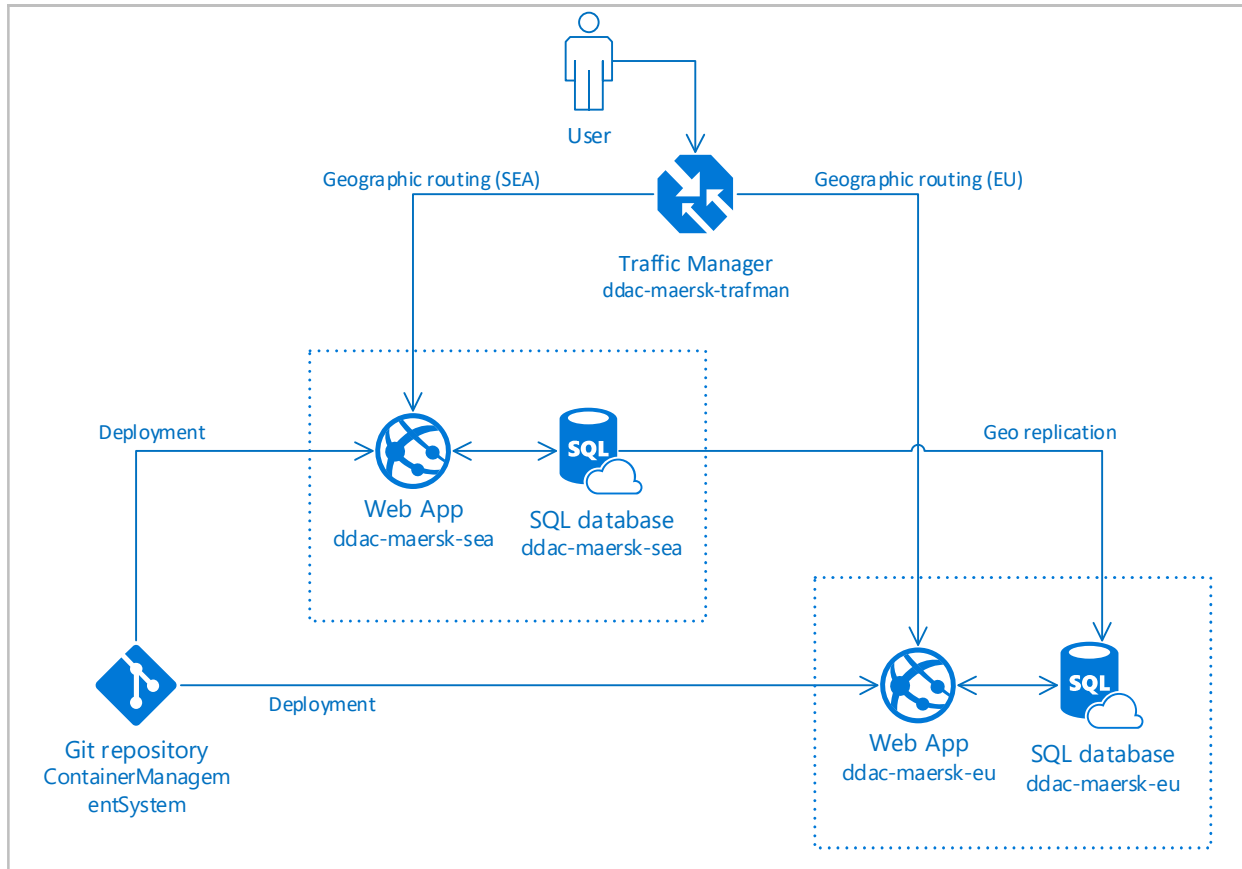 User
Geographic routing (SEA)
Geographic routing (EU)
Traffic Manager
ddac-maersk-trafman
Deployment
SQL
Geo replication
Web App
ddac-maersk-sea
SQL database
ddac-maersk-sea
Deployment
SQL
Git repository
ContainerManagem
entSystem
Web App
ddac-maersk-eu
SQL database
ddac-maersk-eu